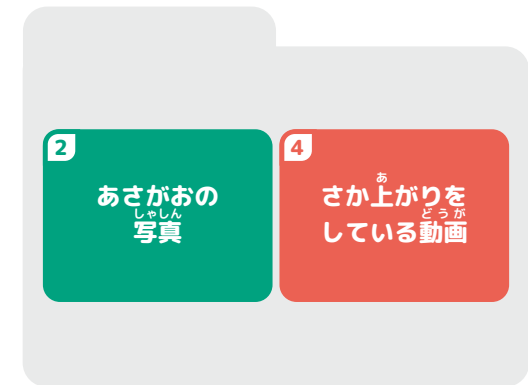 2
あさがおの
しゃしん
写真
4
あ
さか上がりを
どうが
している動画